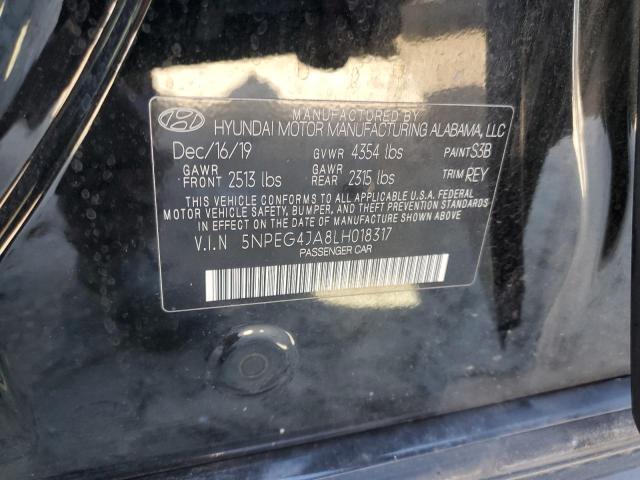 MANUFACTURED BY
HYUNDAI MOTOR MANUFACTURING ALABAMA, LLC
Dec/16/19 GVWR 4354 lbs PAINT S3B
GAWR FRONT 2513 lbs GAWR REAR 2315 lbs TRIM REY
THIS VEHICLE CONFORMS TO ALL APPLICABLE U.S.A. FEDERAL
MOTOR VEHICLE SAFETY, BUMPER, AND THEFT PREVENTION STANDARDS
IN EFFECT ON THE DATE OF MANUFACTURE SHOWN ABOVE.
V.I.N 5NPEG4JA8LH018317
PASSENGER CAR